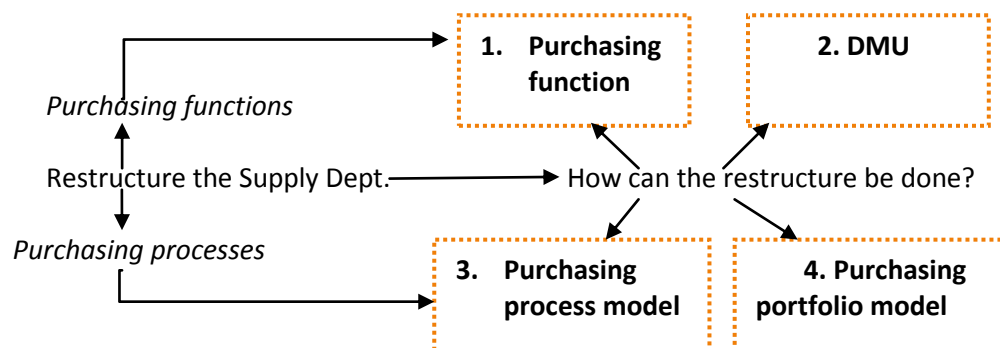 1. Purchasing
function
2. DMU
Purchasing functions
Restructure the Supply Dept.
How can the restructure be done?
Purchasing processes
3. Purchasing
process model
4. Purchasing
portfolio model